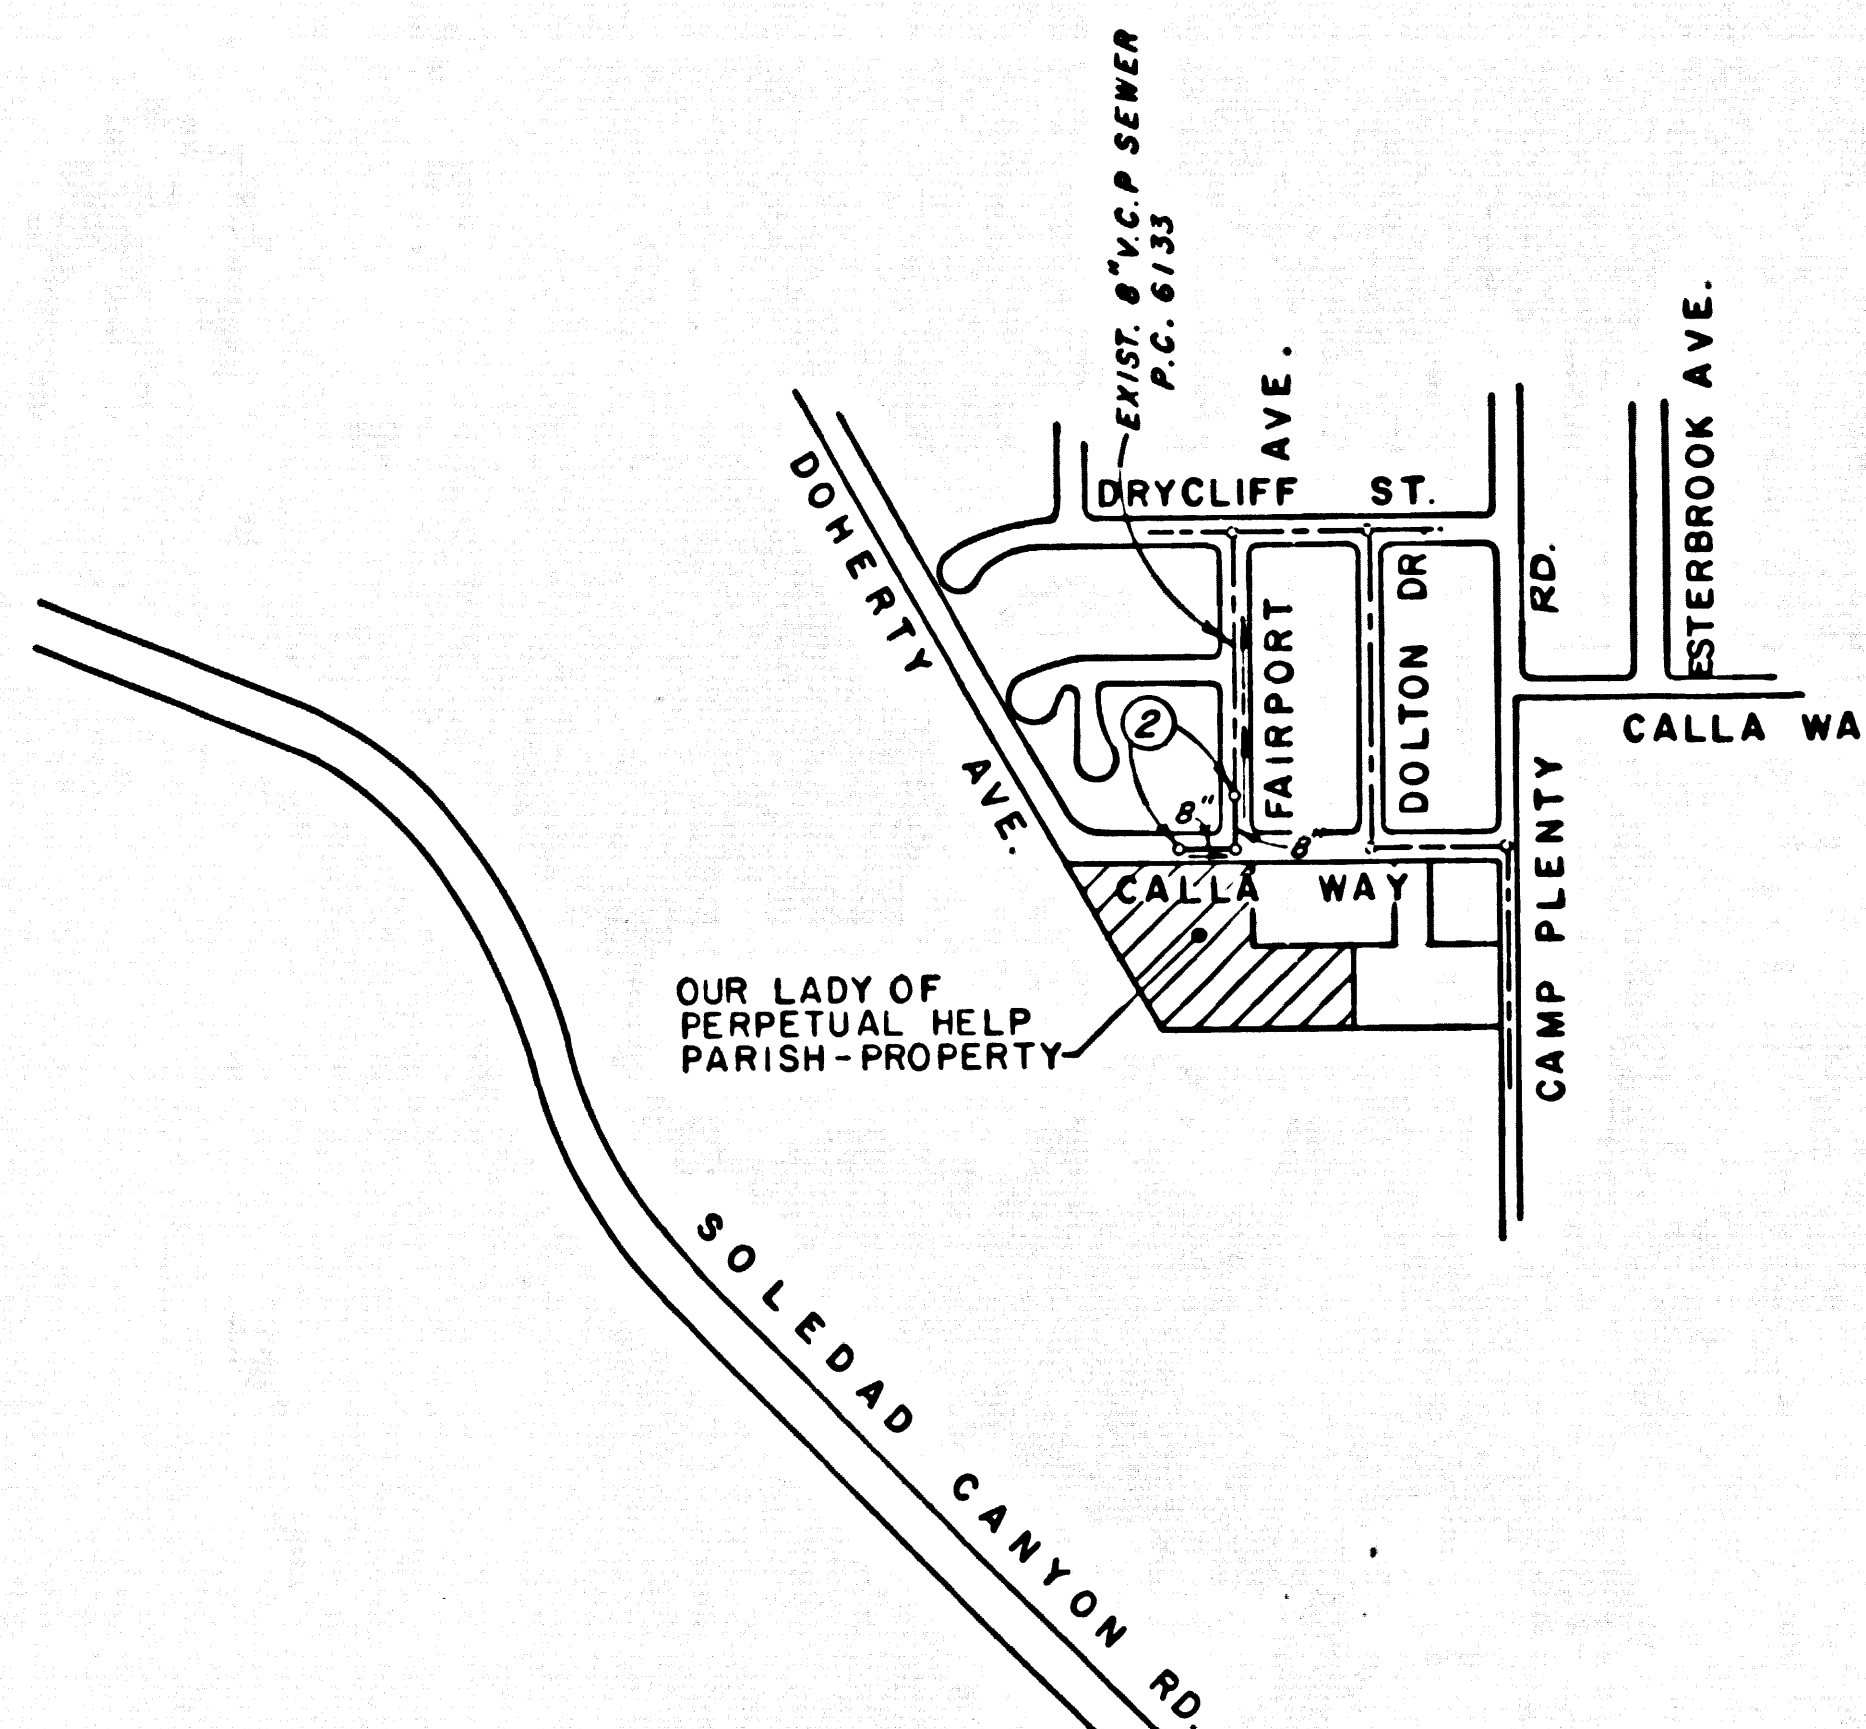 EXIST. 8" V.C.P SEWER
P.C. 6133
DOHERTY AVE.
DRYCLIFF ST.
FAIRPORT AVE.
DOLTON DR
CAMP PLENTY RD.
ESTERBROOK AVE.
CALLA WA
2
8"
8"
CALLA WAY
OUR LADY OF
PERPETUAL HELP
PARISH-PROPERTY
SOLEDAD CANYON RD.